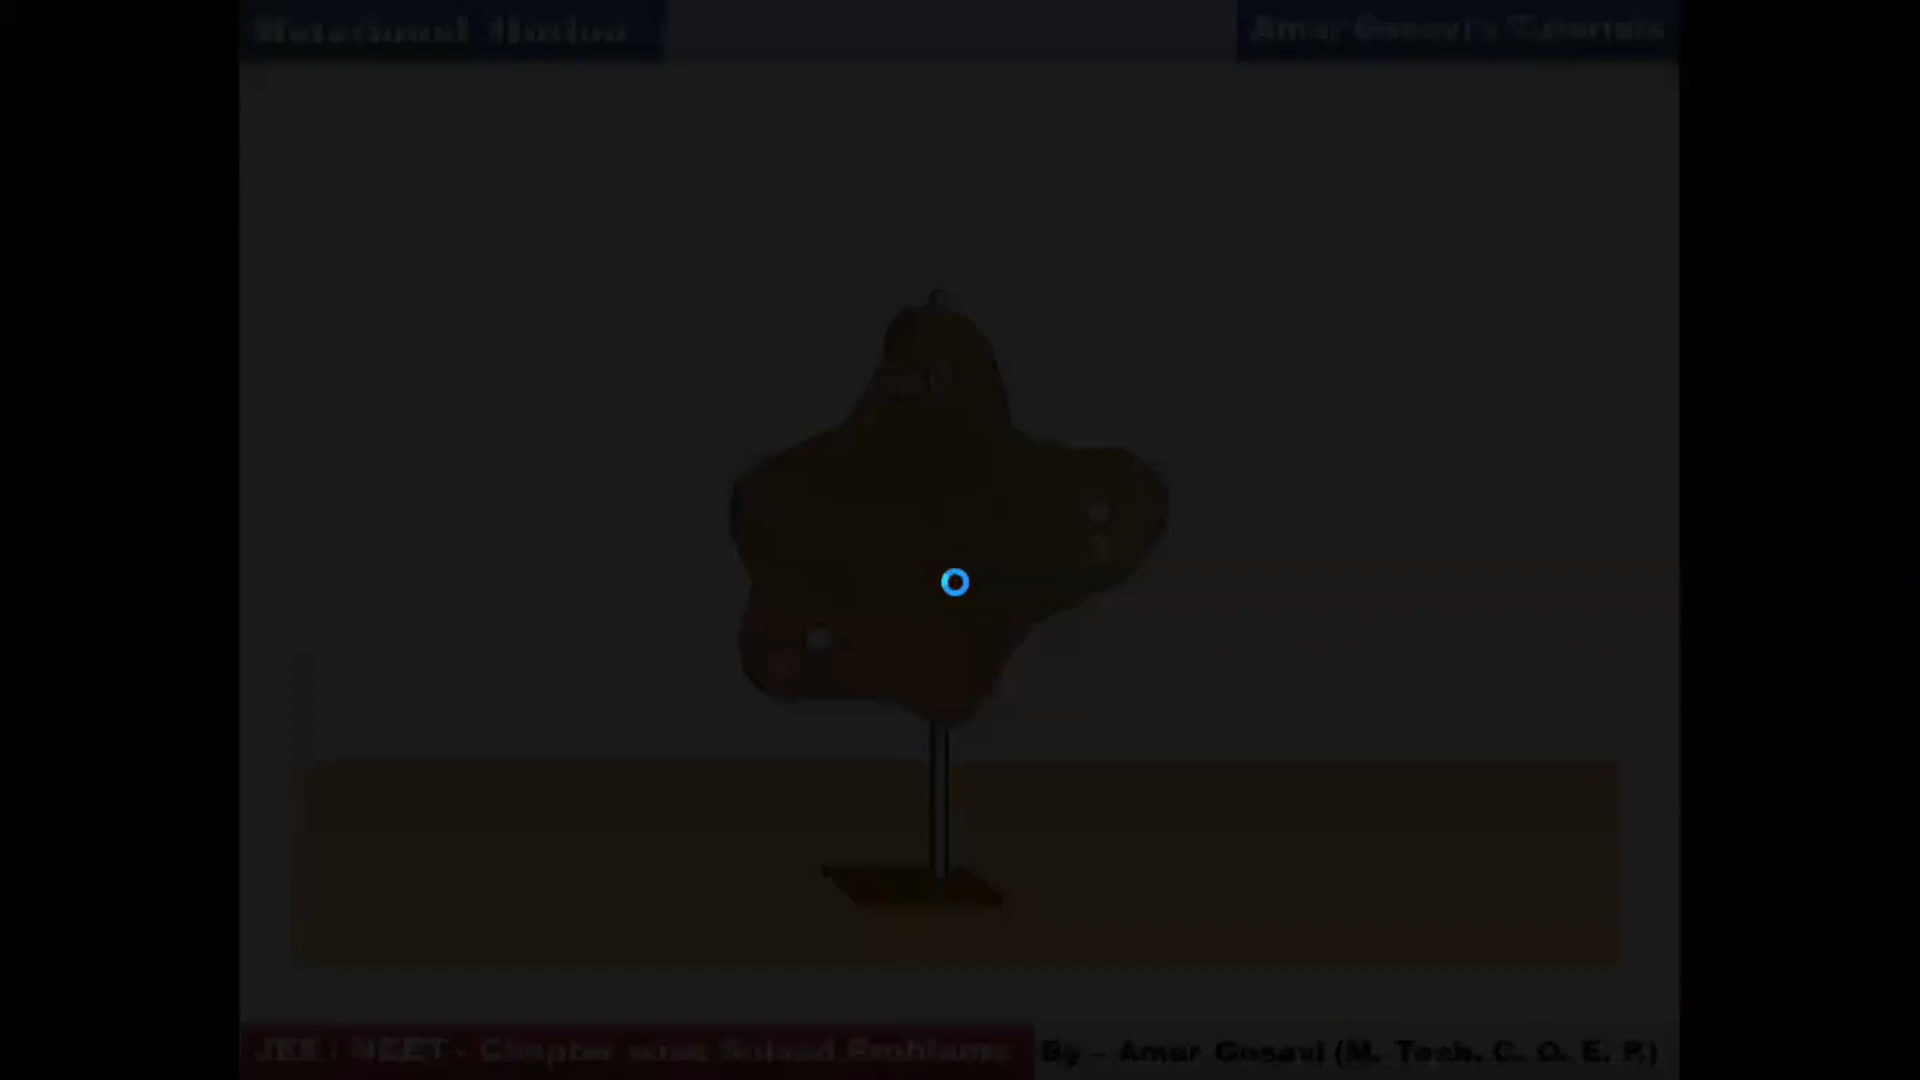 Rotational Motion
Amar Gosavi's Tutorials
JEE / NEET - Chapter wise Solved Problems
By - Amar Gosavi (M. Tech. C. O. E. P.)